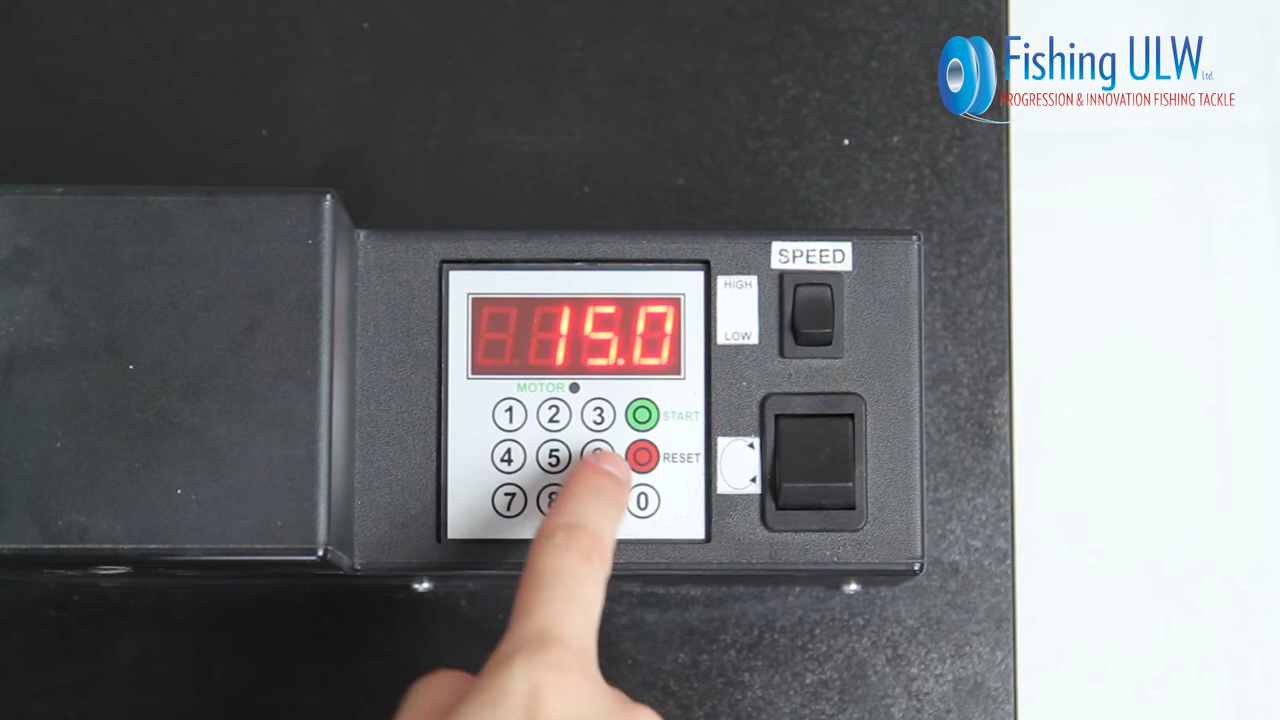 Fishing ULW Ltd.
PROGRESSION & INNOVATION FISHING TACKLE
SPEED
HIGH
LOW
15.0
MOTOR
1 2 3 START
4 5 RESET
7 8 0